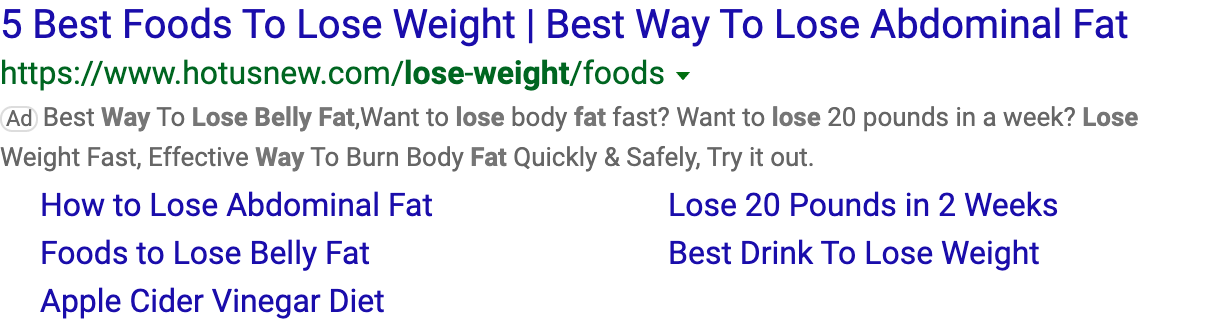 5 Best Foods To Lose Weight | Best Way To Lose Abdominal Fat
https://www.hotusnew.com/lose-weight/foods
Ad Best Way To Lose Belly Fat,Want to lose body fat fast? Want to lose 20 pounds in a week? Lose
Weight Fast, Effective Way To Burn Body Fat Quickly & Safely, Try it out.
How to Lose Abdominal Fat
Lose 20 Pounds in 2 Weeks
Foods to Lose Belly Fat
Best Drink To Lose Weight
Apple Cider Vinegar Diet